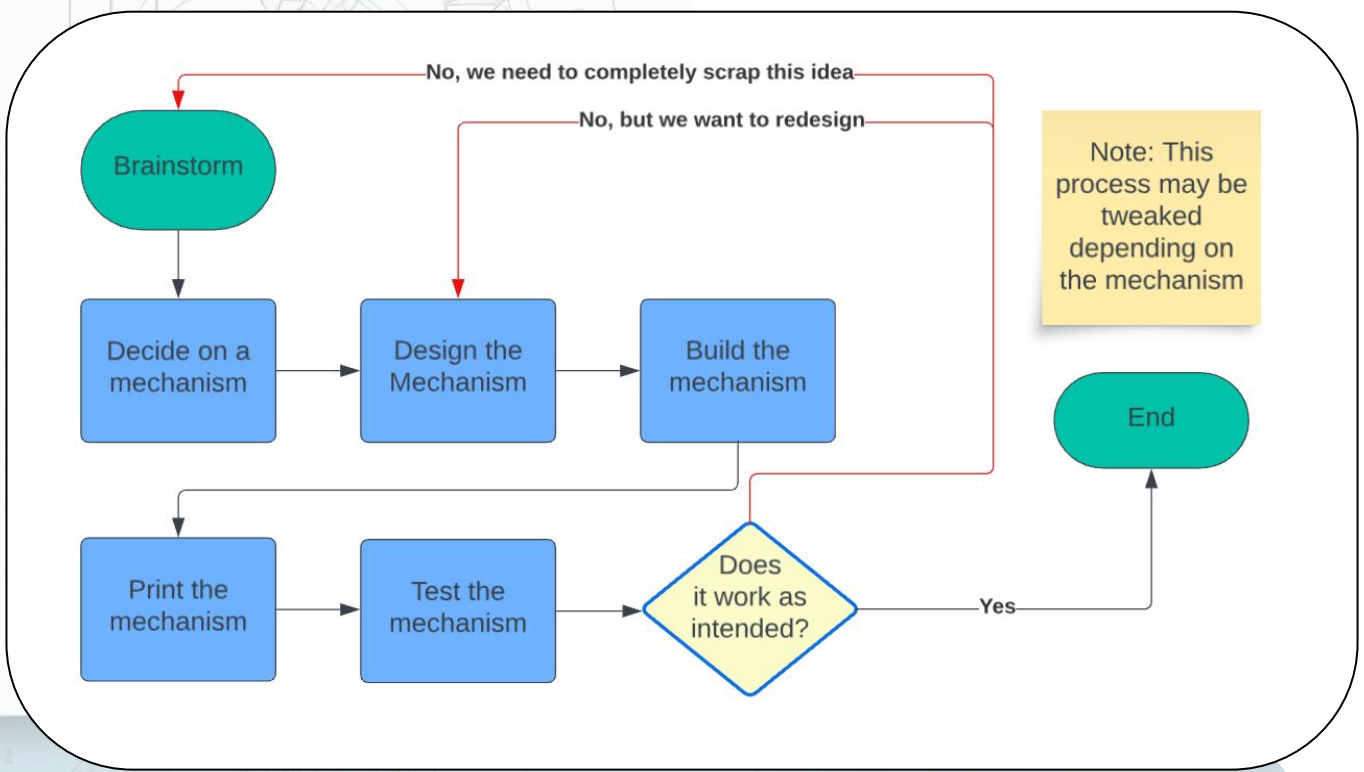 No, we need to completely scrap this idea
No, but we want to redesign
Brainstorm
Note: This
process may be
tweaked
depending on
the mechanism
Decide on a
mechanism
Design the
Mechanism
Build the
mechanism
End
Print the
mechanism
Test the
mechanism
Does
it work as
intended?
Yes